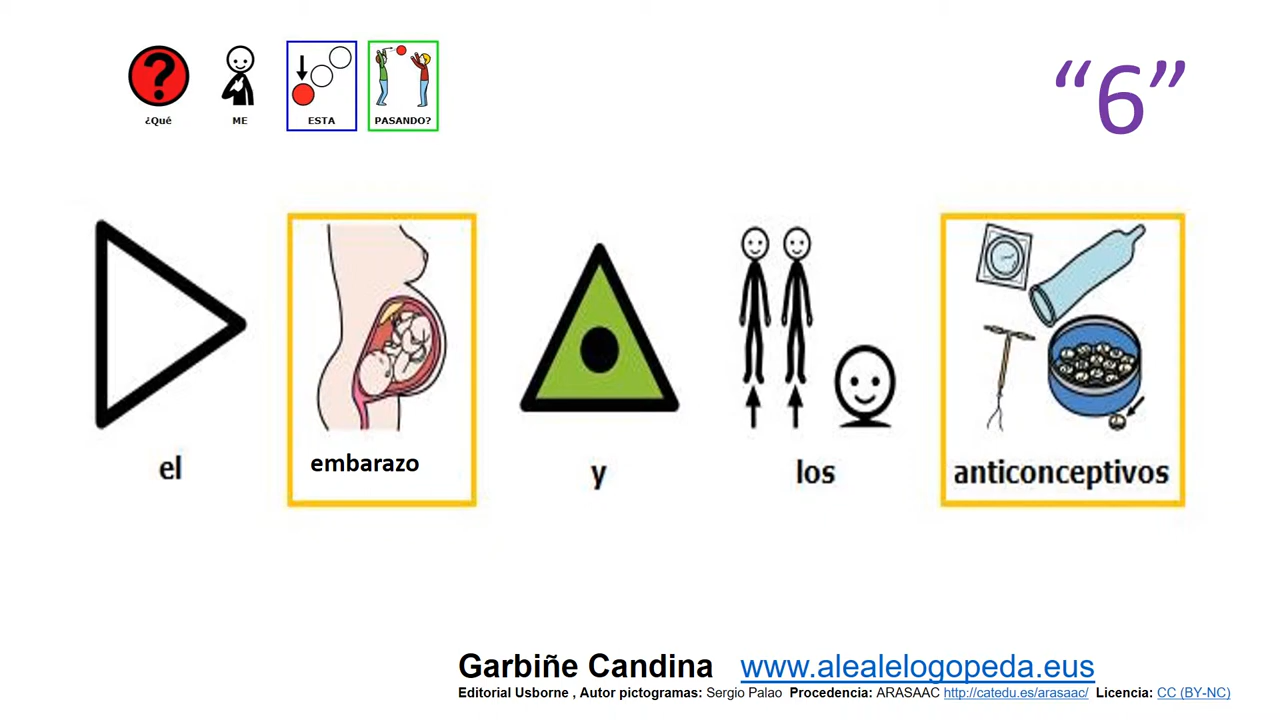 ¿Qué ME ESTA PASANDO?
“6”
el embarazo y los anticonceptivos
Garbiñe Candina www.alealelogopeda.eus
Editorial Usborne , Autor pictogramas: Sergio Palao Procedencia: ARASAAC http://catedu.es/arasaac/ Licencia: CC (BY-NC)